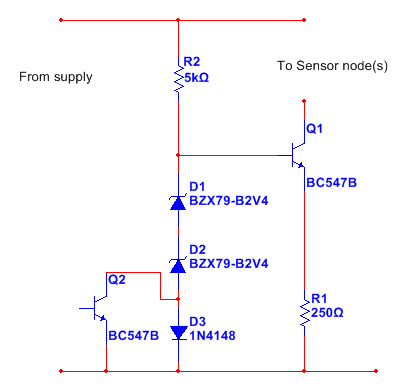 R2
5kΩ
To Sensor node(s)
From supply
Q1
BC547B
D1
BZX79-B2V4
D2
BZX79-B2V4
Q2
BC547B
D3
1N4148
R1
250Ω